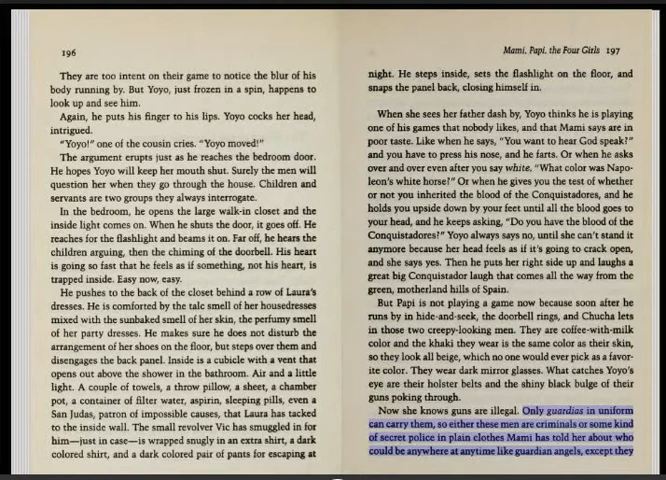 196
They are too intent on their game to notice the blur of his
body running by. But Yoyo, just frozen in a spin, happens to
look up and see him.
Again, he puts his finger to his lips. Yoyo cocks her head,
intrigued.
"Yoyo!" one of the cousin cries. "Yoyo moved!"
The argument erupts just as he reaches the bedroom door.
He hopes Yoyo will keep her mouth shut. Surely the men will
question her when they go through the house. Children and
servants are two groups they always interrogate.
In the bedroom, he opens the large walk-in closet and the
inside light comes on. When he shuts the door, it goes off. He
reaches for the flashlight and beams it on. Far off, he hears the
children arguing, then the chiming of the doorbell. His heart
is going so fast that he feels as if something, not his heart, is
trapped inside. Easy now, easy.
He pushes to the back of the closet behind a row of Laura's
dresses. He is comforted by the talc smell of her housedresses
mixed with the sunbaked smell of her skin, the perfumy smell
of her party dresses. He makes sure he does not disturb the
arrangement of her shoes on the floor, but steps over them and
disengages the back panel. Inside is a cubicle with a vent that
opens out above the shower in the bathroom. Air and a little
light. A couple of towels, a throw pillow, a sheet, a chamber
pot, a container of filter water, aspirin, sleeping pills, even a
San Judas, patron of impossible causes, that Laura has tacked
to the inside wall. The small revolver Vic has smuggled in for
him—just in case—is wrapped snugly in an extra shirt, a dark
colored shirt, and a dark colored pair of pants for escaping at
Mami, Papi, the Four Girls 197
night. He steps inside, sets the flashlight on the floor, and
snaps the panel back, closing himself in.
When she sees her father dash by, Yoyo thinks he is playing
one of his games that nobody likes, and that Mami says are in
poor taste. Like when he says, "You want to hear God speak?"
and you have to press his nose, and he farts. Or when he asks
over and over even after you say white, "What color was Napo-
leon's white horse?" Or when he gives you the test of whether
or not you inherited the blood of the Conquistadores, and he
holds you upside down by your feet until all the blood goes to
your head, and he keeps asking, "Do you have the blood of the
Conquistadores?" Yoyo always says no, until she can't stand it
anymore because her head feels as if it's going to crack open,
and she says yes. Then he puts her right side up and laughs a
great big Conquistador laugh that comes all the way from the
green, motherland hills of Spain.
But Papi is not playing a game now because soon after he
runs by in hide-and-seek, the doorbell rings, and Chucha lets
in those two creepy-looking men. They are coffee-with-milk
color and the khaki they wear is the same color as their skin,
so they look all beige, which no one would ever pick as a favor-
ite color. They wear dark mirror glasses. What catches Yoyo's
eye are their holster belts and the shiny black bulge of their
guns poking through.
Now she knows guns are illegal. Only guardias in uniform
can carry them, so either these men are criminals or some kind
of secret police in plain clothes Mami has told her about who
could be anywhere at anytime like guardian angels, except they